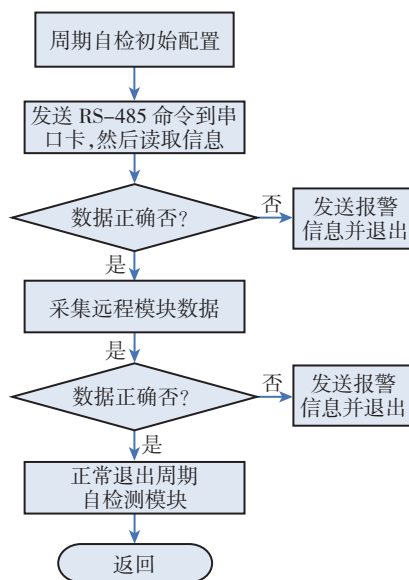 周期自检初始配置
发送 RS-485 命令到串
口卡,然后读取信息
数据正确否?
否
发送报警
信息并退出
是
采集远程模块数据
是
数据正确否?
否
发送报警
信息并退出
是
正常退出周期
自检测模块
返回